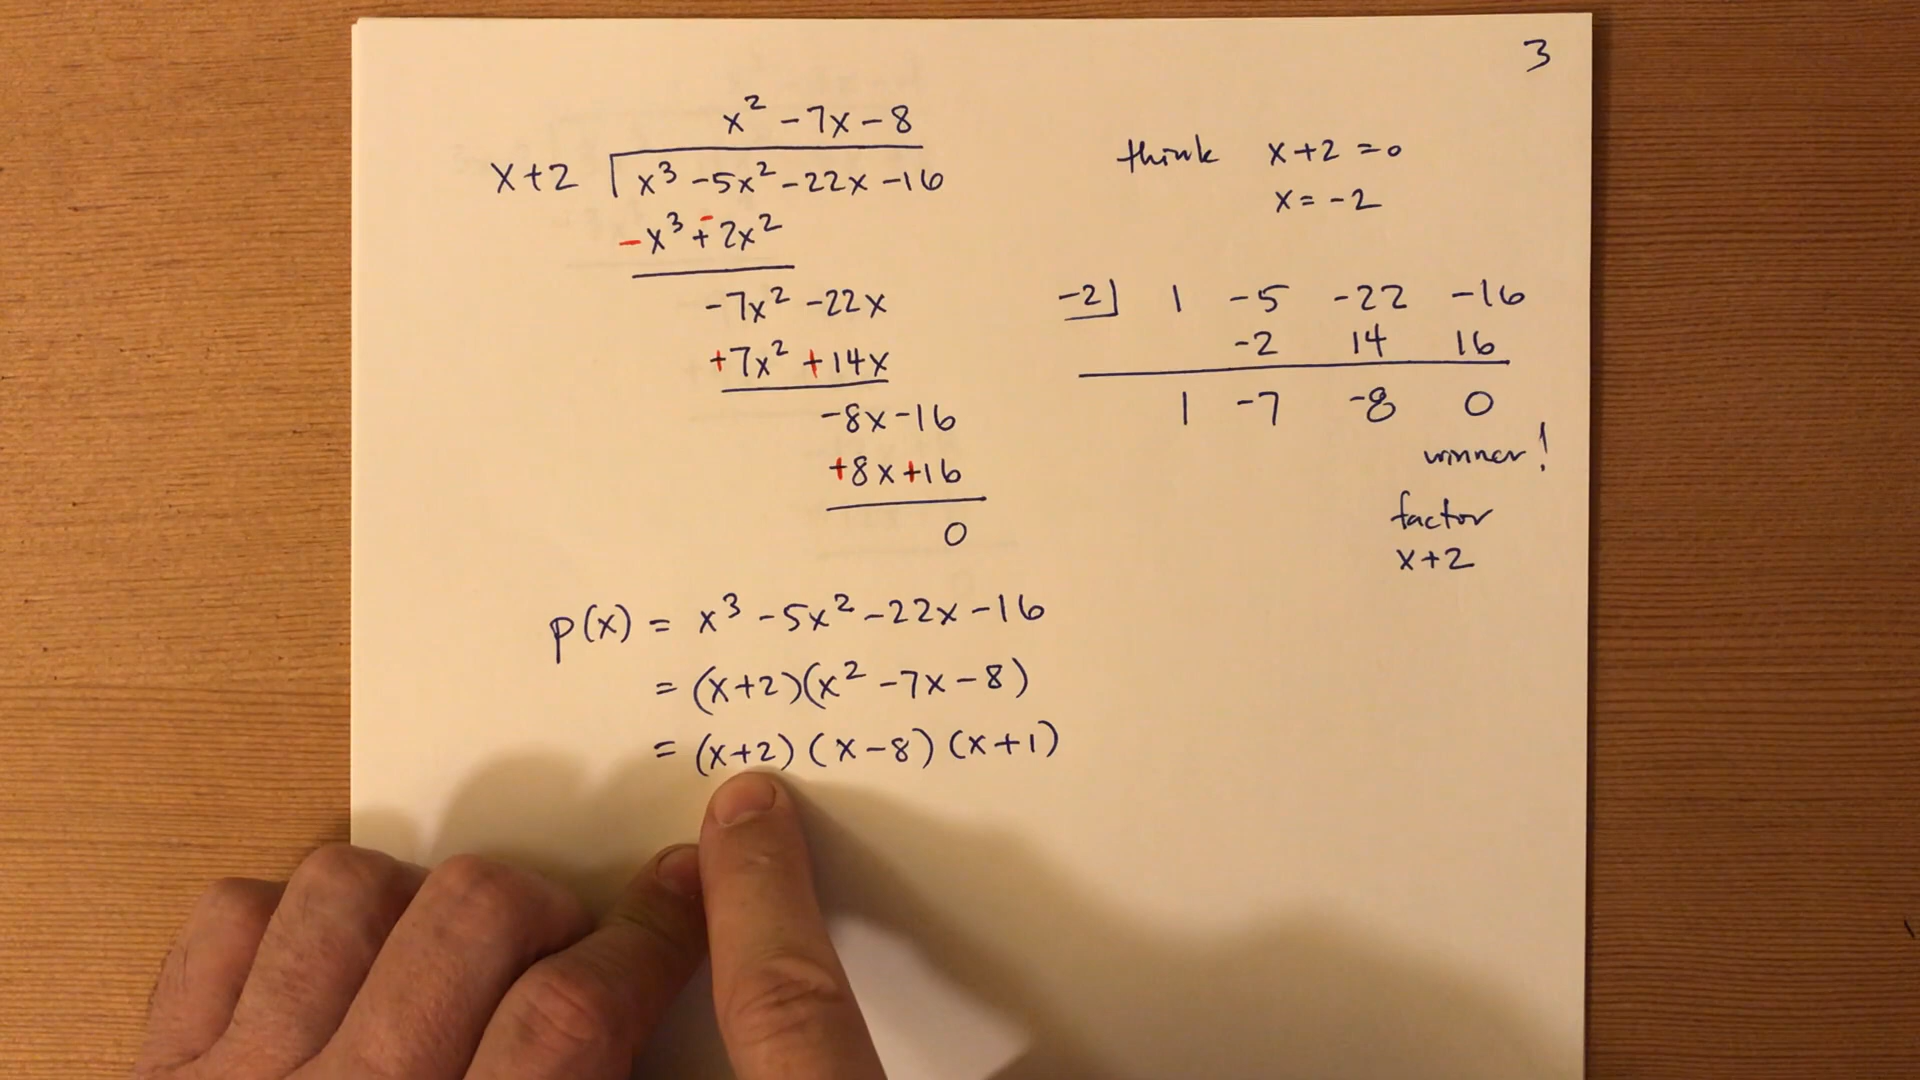 3
x² - 7x - 8
x+2 x³ - 5x² - 22x - 16
- x³ + - 2x²
-7x² - 22x
+7x² + 14x
-8x - 16
+8x + 16
0
think x+2 = 0
x = -2
-2 1 -5 -22 -16
-2 14 16
1 -7 -8 0
winner!
factor
x+2
p(x) = x³ - 5x² - 22x - 16
= (x+2)(x² - 7x - 8)
= (x+2)(x-8)(x+1)